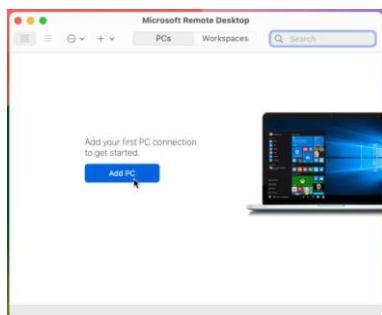 Microsoft Remote Desktop
PCs
Workspaces
Search
Add your first PC connection
to get started.
Add PC